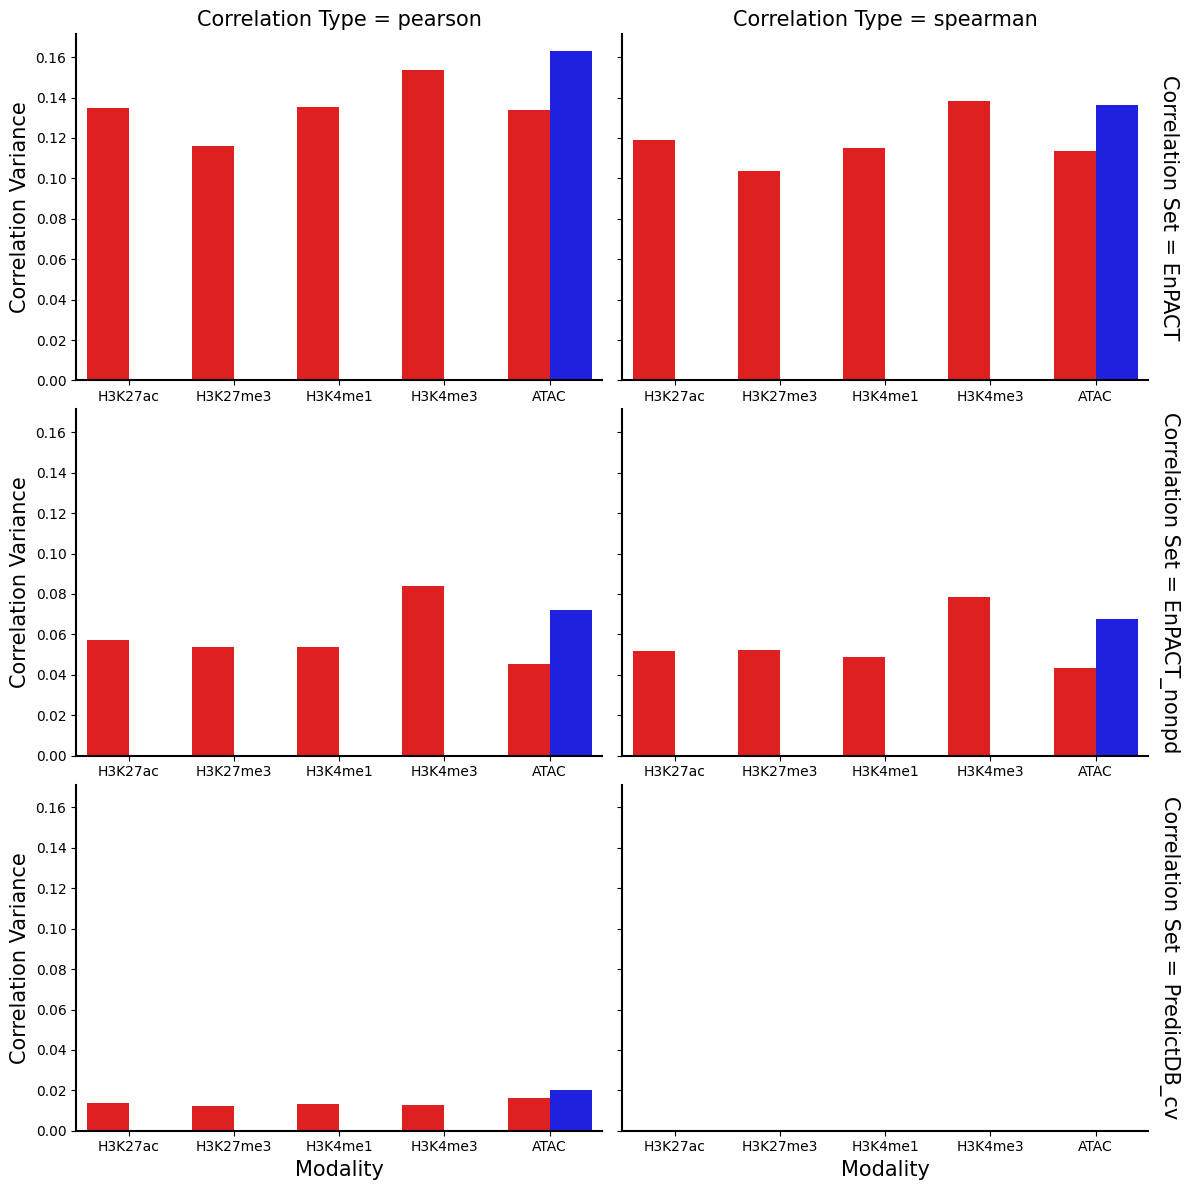 Correlation Type = pearson
Correlation Type = spearman
Correlation Variance
0.16
0.14
0.12
0.10
0.08
0.06
0.04
0.02
0.00
H3K27ac H3K27me3 H3K4me1 H3K4me3 ATAC
H3K27ac H3K27me3 H3K4me1 H3K4me3 ATAC
Correlation Set = EnPACT
Correlation Variance
0.16
0.14
0.12
0.10
0.08
0.06
0.04
0.02
0.00
H3K27ac H3K27me3 H3K4me1 H3K4me3 ATAC
H3K27ac H3K27me3 H3K4me1 H3K4me3 ATAC
Correlation Set = EnPACT_nonpd
Correlation Variance
0.16
0.14
0.12
0.10
0.08
0.06
0.04
0.02
0.00
H3K27ac H3K27me3 H3K4me1 H3K4me3 ATAC
Modality
H3K27ac H3K27me3 H3K4me1 H3K4me3 ATAC
Modality
Correlation Set = PredictDB_cv